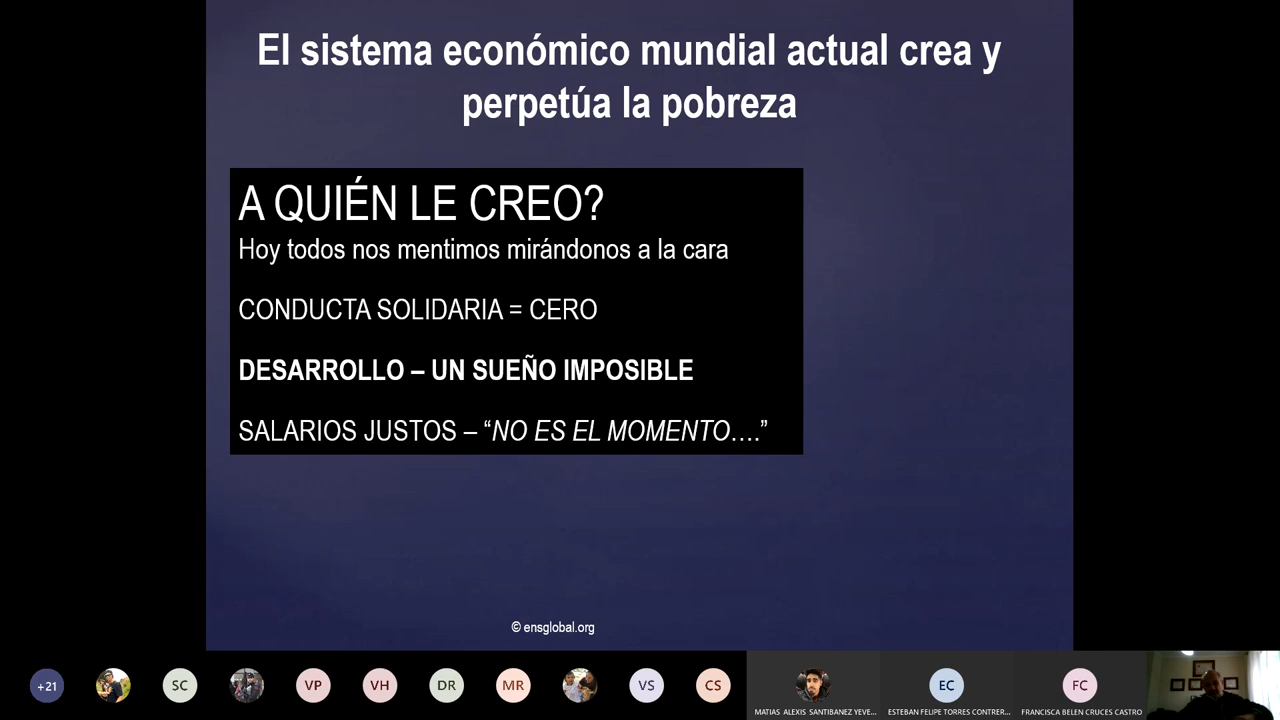 El sistema económico mundial actual crea y
perpetúa la pobreza
A QUIÉN LE CREO?
Hoy todos nos mentimos mirándonos a la cara
CONDUCTA SOLIDARIA = CERO
DESARROLLO – UN SUEÑO IMPOSIBLE
SALARIOS JUSTOS – “NO ES EL MOMENTO….”
© ensglobal.org
+21
SC
VP
VH
DR
MR
VS
CS
EC
FC
MATIAS ALEXIS SANTIBANEZ YEVE...
ESTEBAN FELIPE TORRES CONTRER...
FRANCISCA BELEN CRUCES CASTRO